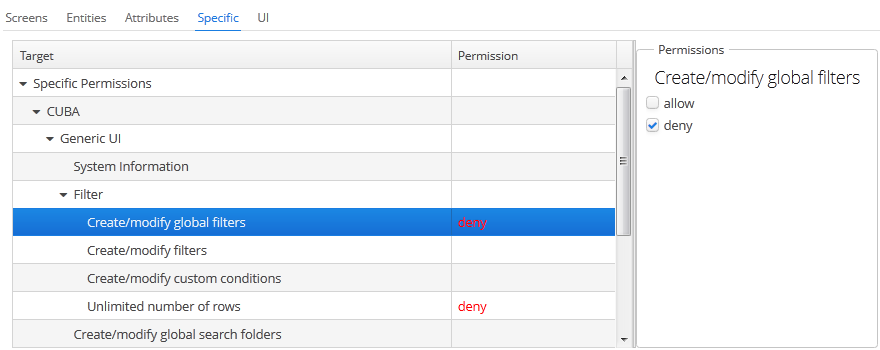 Screens Entities Attributes Specific UI
Target Permission
Specific Permissions
CUBA
Generic UI
System Information
Filter
Create/modify global filters deny
Create/modify filters
Create/modify custom conditions
Unlimited number of rows deny
Create/modify global search folders
Permissions
Create/modify global filters
allow
deny